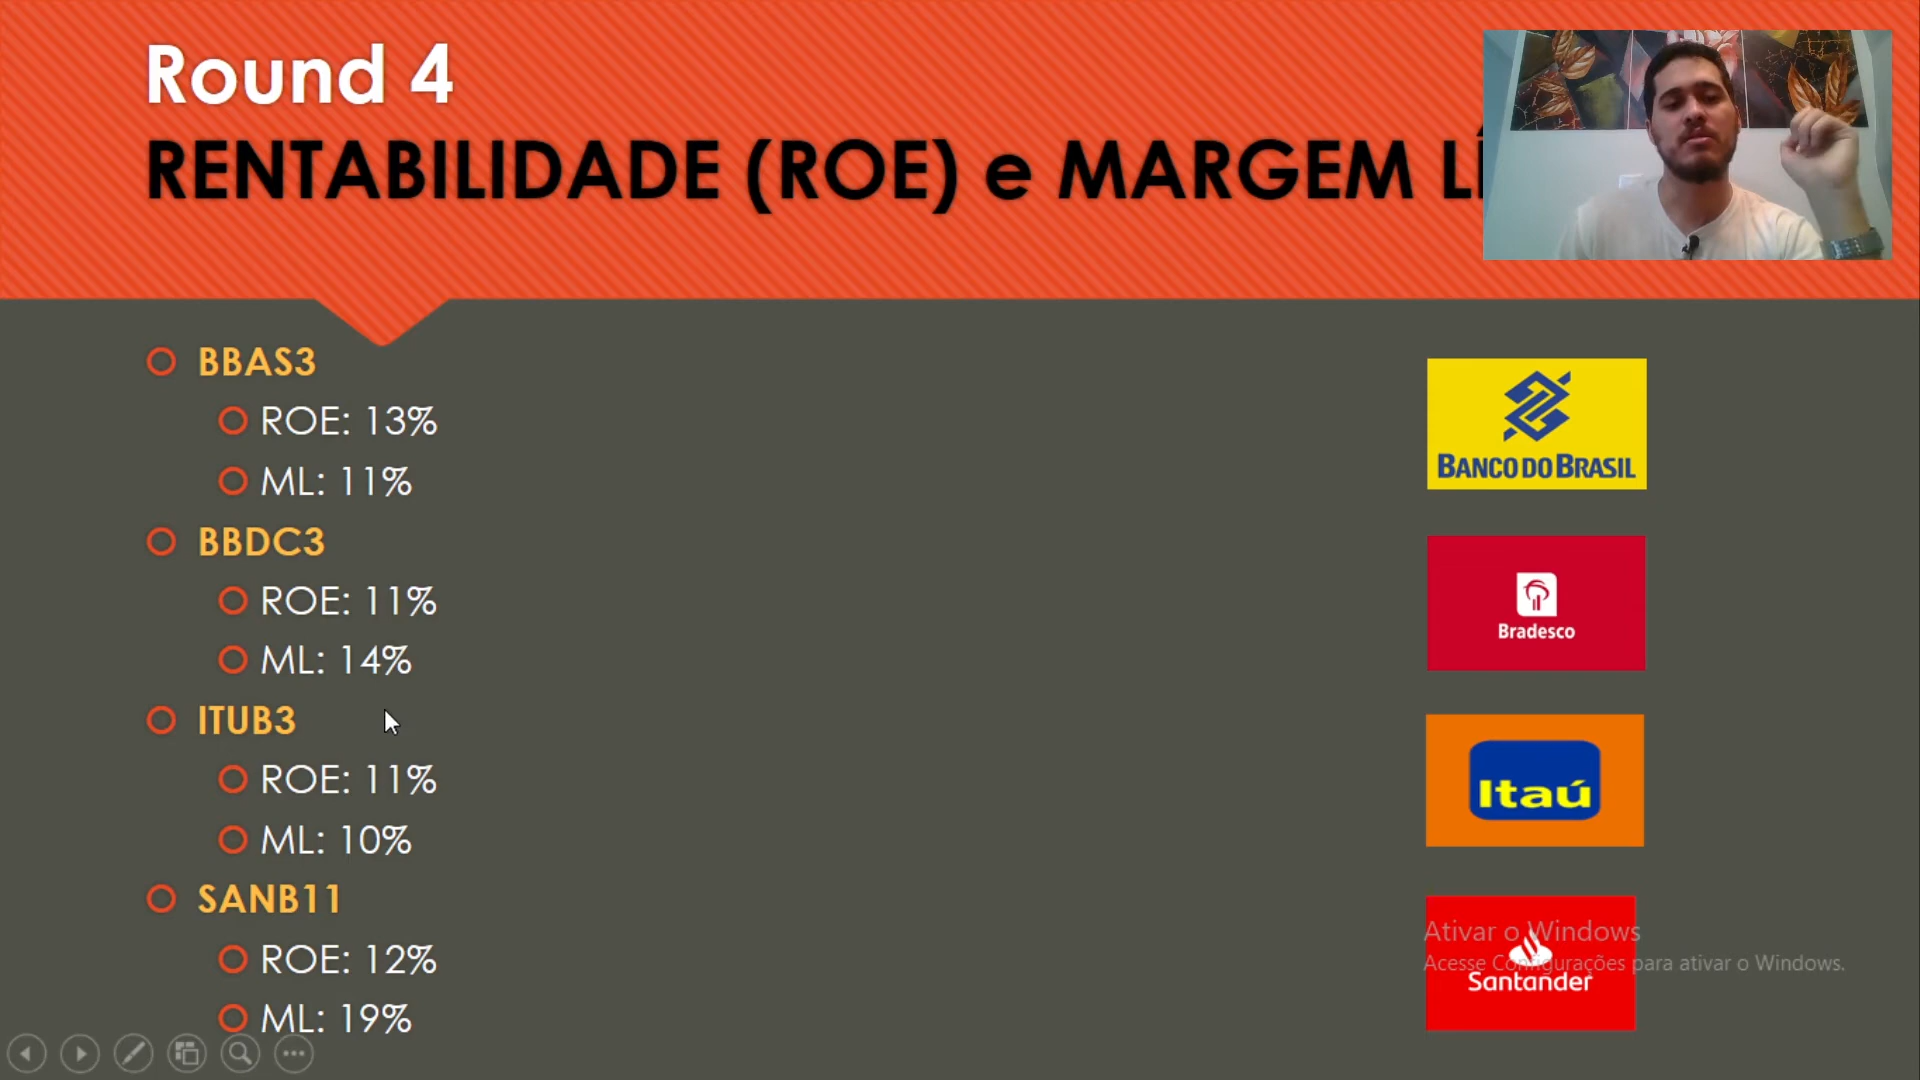 Round 4
RENTABILIDADE (ROE) e MARGEM LÍ
BBAS3
ROE: 13%
ML: 11%
BBDC3
ROE: 11%
ML: 14%
ITUB3
ROE: 11%
ML: 10%
SANB11
ROE: 12%
ML: 19%
BANCO DO BRASIL
Bradesco
Itaú
Ativar o Windows
Acesse Configurações para ativar o Windows.
Santander